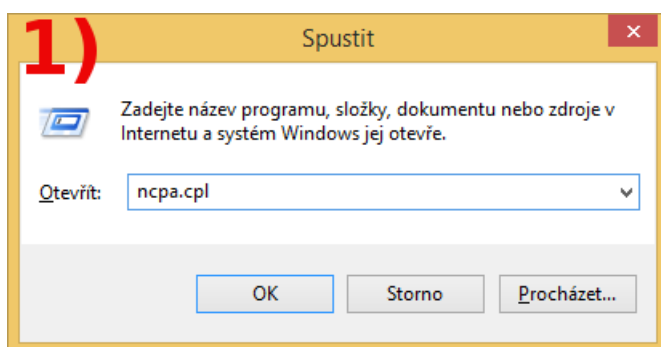 1)
Spustit
Zadejte název programu, složky, dokumentu nebo zdroje v
Internetu a systém Windows jej otevře.
Otevřít: ncpa.cpl
OK Storno Procházet...